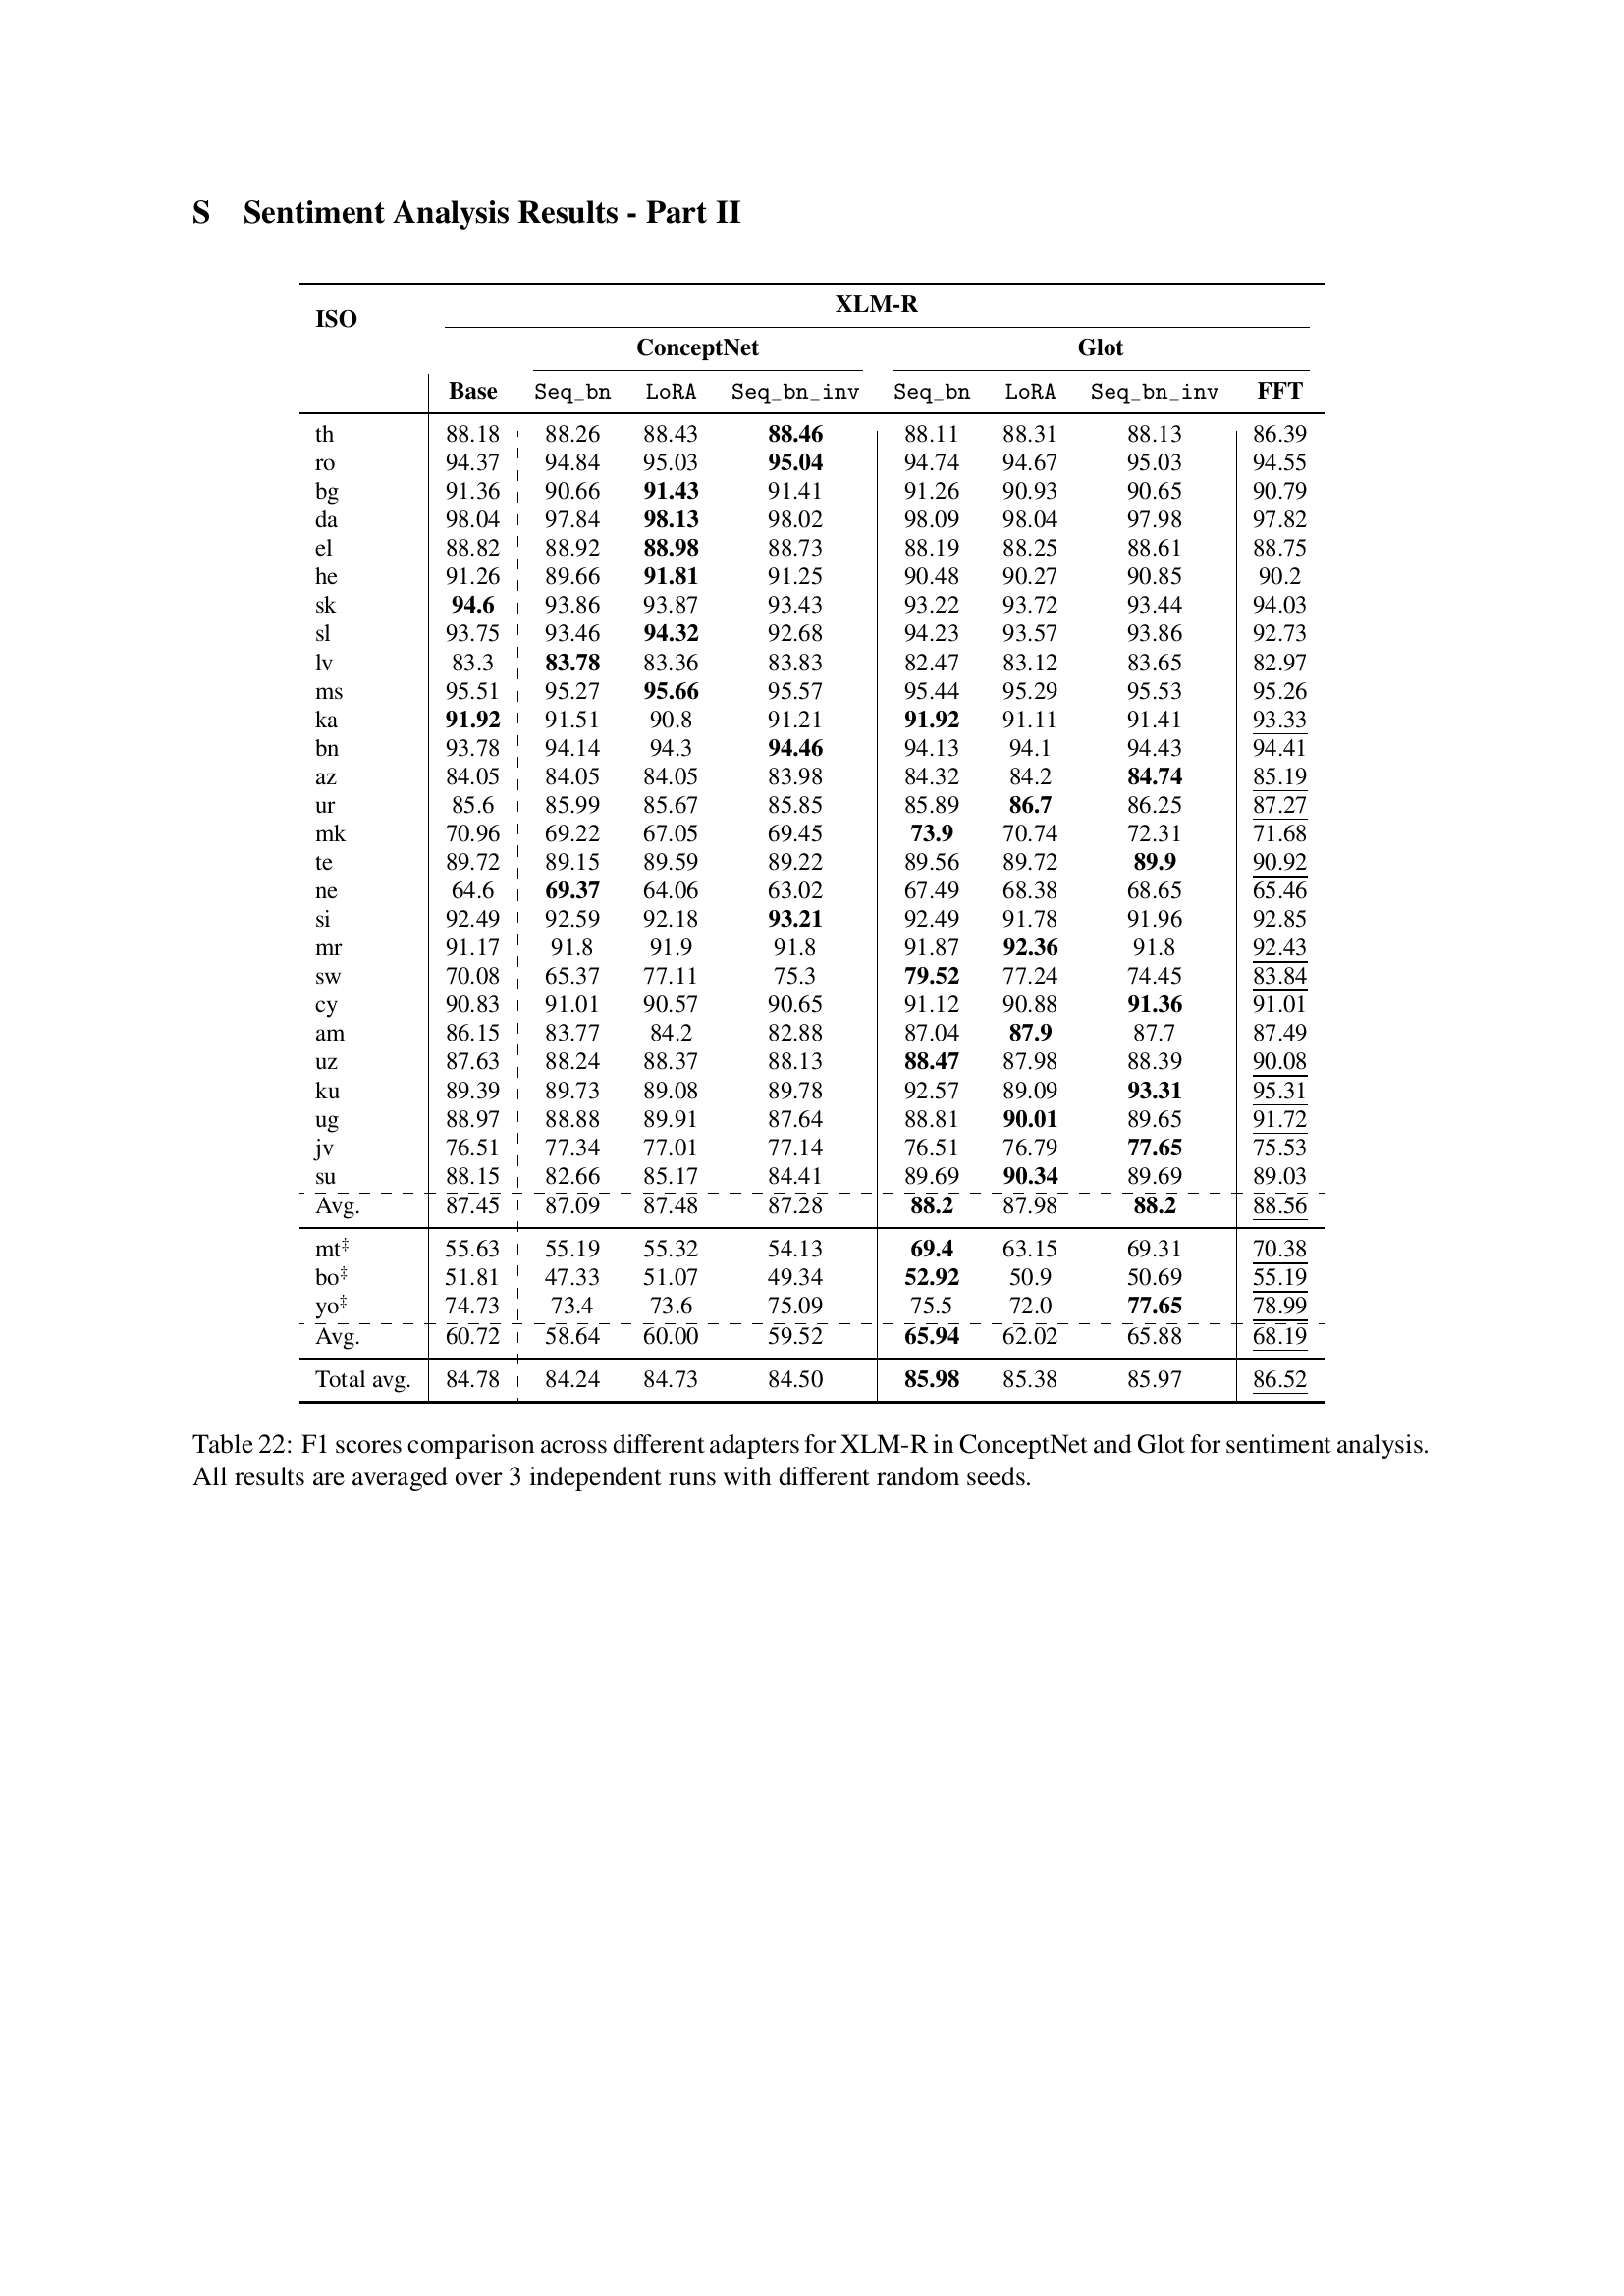 S Sentiment Analysis Results - Part II
ISO XLM-R
ConceptNet Glot
Base Seq_bn LoRA Seq_bn_inv Seq_bn LoRA Seq_bn_inv FFT
th 88.18 88.26 88.43 88.46 88.11 88.31 88.13 86.39
ro 94.37 94.84 95.03 95.04 94.74 94.67 95.03 94.55
bg 91.36 90.66 91.43 91.41 91.26 90.93 90.65 90.79
da 98.04 97.84 98.13 98.02 98.09 98.04 97.98 97.82
el 88.82 88.92 88.98 88.73 88.19 88.25 88.61 88.75
he 91.26 89.66 91.81 91.25 90.48 90.27 90.85 90.2
sk 94.6 93.86 93.87 93.43 93.22 93.72 93.44 94.03
sl 93.75 93.46 94.32 92.68 94.23 93.57 93.86 92.73
lv 83.3 83.78 83.36 83.83 82.47 83.12 83.65 82.97
ms 95.51 95.27 95.66 95.57 95.44 95.29 95.53 95.26
ka 91.92 91.51 90.8 91.21 91.92 91.11 91.41 93.33
bn 93.78 94.14 94.3 94.46 94.13 94.1 94.43 94.41
az 84.05 84.05 84.05 83.98 84.32 84.2 84.74 85.19
ur 85.6 85.99 85.67 85.85 85.89 86.7 86.25 87.27
mk 70.96 69.22 67.05 69.45 73.9 70.74 72.31 71.68
te 89.72 89.15 89.59 89.22 89.56 89.72 89.9 90.92
ne 64.6 69.37 64.06 63.02 67.49 68.38 68.65 65.46
si 92.49 92.59 92.18 93.21 92.49 91.78 91.96 92.85
mr 91.17 91.8 91.9 91.8 91.87 92.36 91.8 92.43
sw 70.08 65.37 77.11 75.3 79.52 77.24 74.45 83.84
cy 90.83 91.01 90.57 90.65 91.12 90.88 91.36 91.01
am 86.15 83.77 84.2 82.88 87.04 87.9 87.7 87.49
uz 87.63 88.24 88.37 88.13 88.47 87.98 88.39 90.08
ku 89.39 89.73 89.08 89.78 92.57 89.09 93.31 95.31
ug 88.97 88.88 89.91 87.64 88.81 90.01 89.65 91.72
jv 76.51 77.34 77.01 77.14 76.51 76.79 77.65 75.53
su 88.15 82.66 85.17 84.41 89.69 90.34 89.69 89.03
Avg. 87.45 87.09 87.48 87.28 88.2 87.98 88.2 88.56
mt‡ 55.63 55.19 55.32 54.13 69.4 63.15 69.31 70.38
bo‡ 51.81 47.33 51.07 49.34 52.92 50.9 50.69 55.19
yo‡ 74.73 73.4 73.6 75.09 75.5 72.0 77.65 78.99
Avg. 60.72 58.64 60.00 59.52 65.94 62.02 65.88 68.19
Total avg. 84.78 84.24 84.73 84.50 85.98 85.38 85.97 86.52
Table 22: F1 scores comparison across different adapters for XLM-R in ConceptNet and Glot for sentiment analysis.
All results are averaged over 3 independent runs with different random seeds.